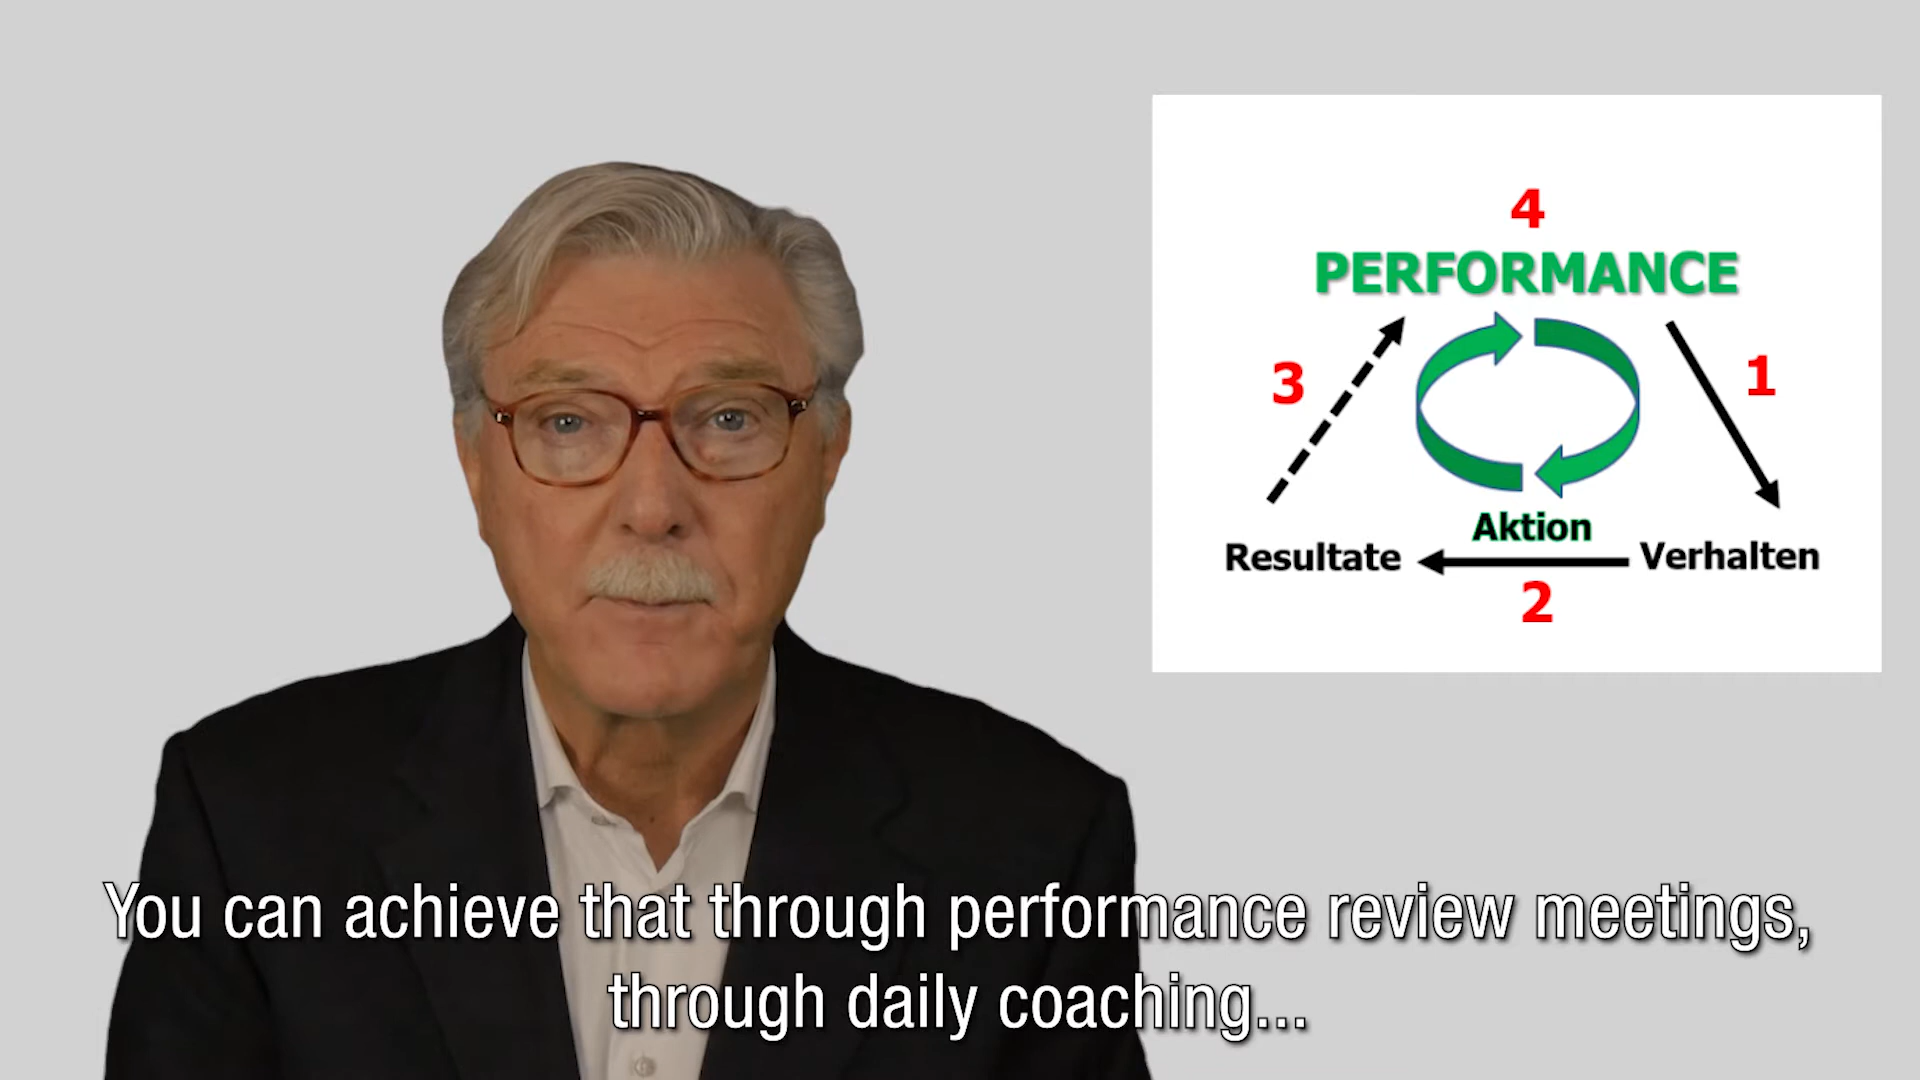 4
PERFORMANCE
3
1
Aktion
Resultate
Verhalten
2
You can achieve that through performance review meetings,
through daily coaching...